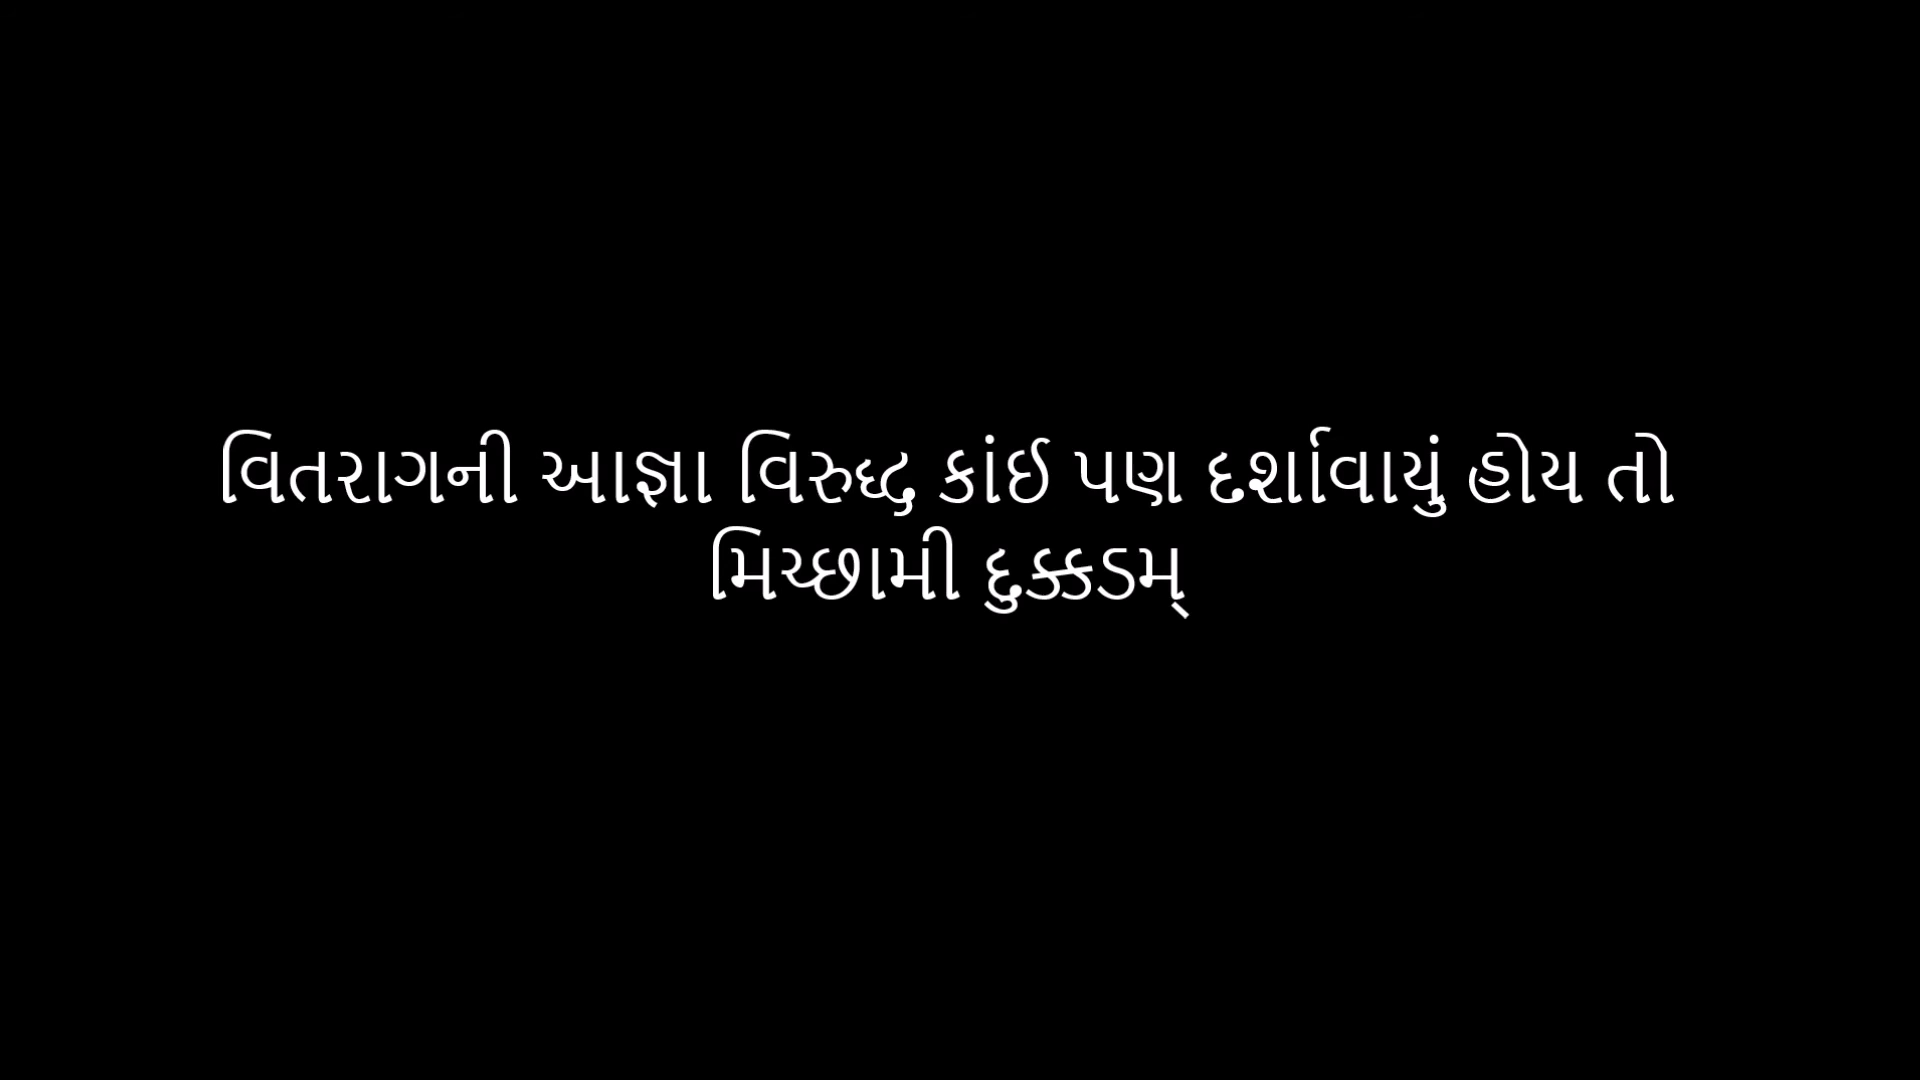 વિતરાગની આજ્ઞા વિરુદ્ધ કાંઈ પણ દર્શાવાયું હોય તો
મિચ્છામી દુક્કડમ્